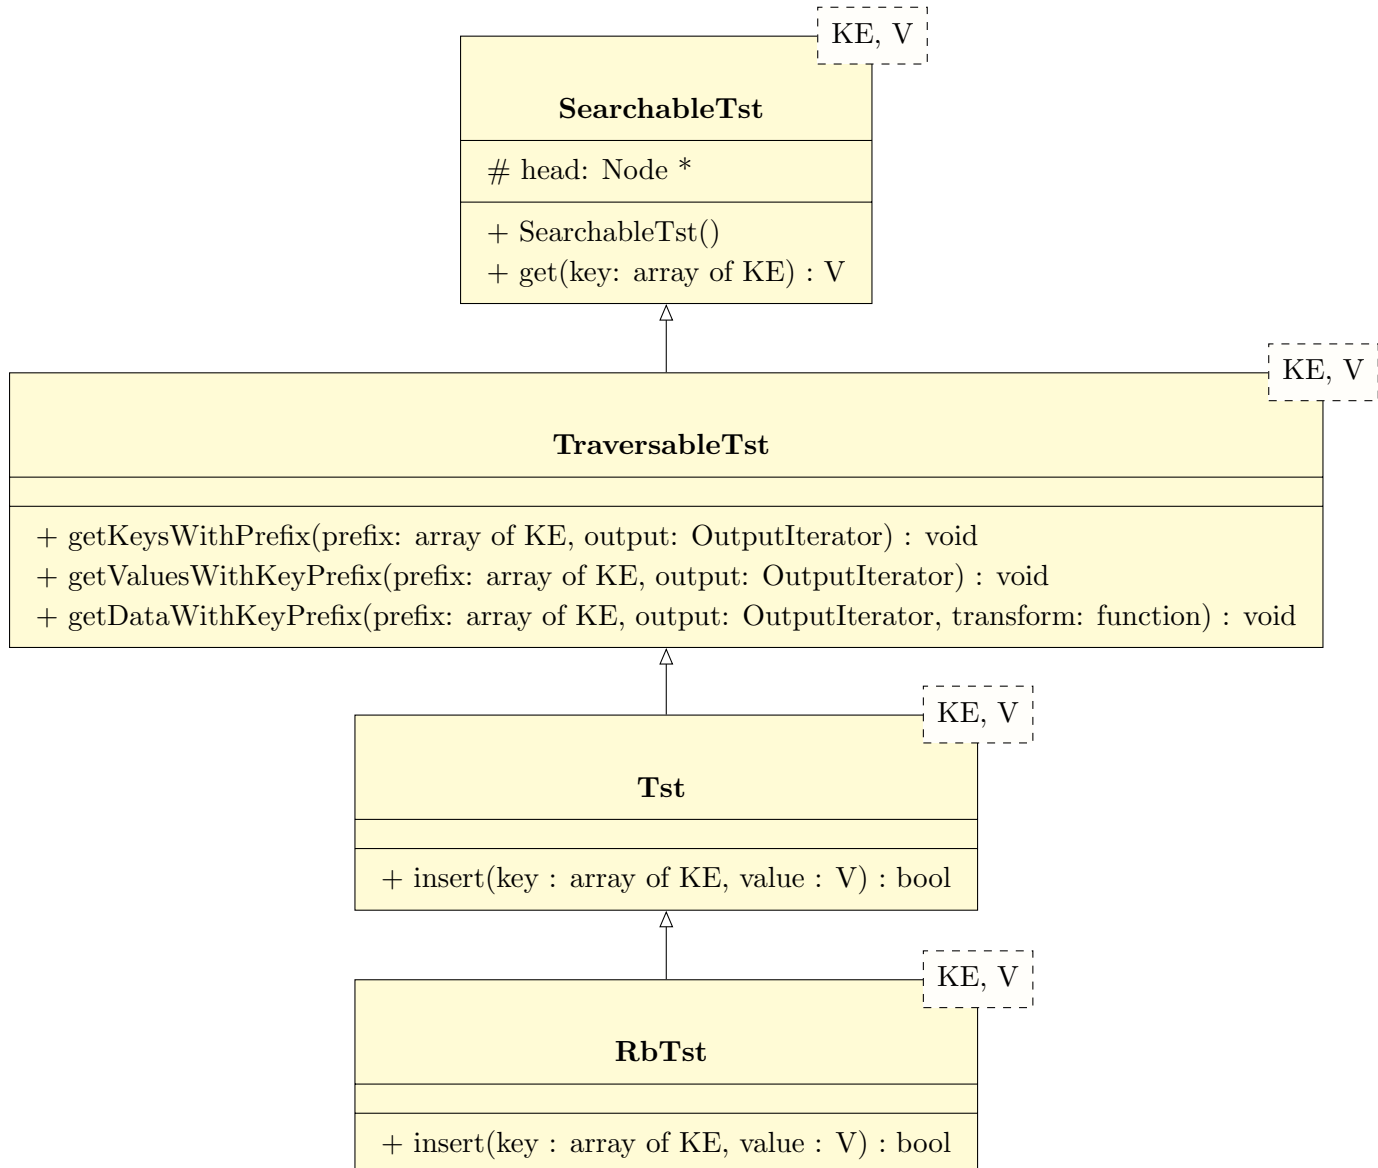 KE, V
SearchableTst
# head: Node *
+ SearchableTst()
+ get(key: array of KE) : V
KE, V
TraversableTst
+ getKeysWithPrefix(prefix: array of KE, output: OutputIterator) : void
+ getValuesWithKeyPrefix(prefix: array of KE, output: OutputIterator) : void
+ getDataWithKeyPrefix(prefix: array of KE, output: OutputIterator, transform: function) : void
KE, V
Tst
+ insert(key : array of KE, value : V) : bool
KE, V
RbTst
+ insert(key : array of KE, value : V) : bool